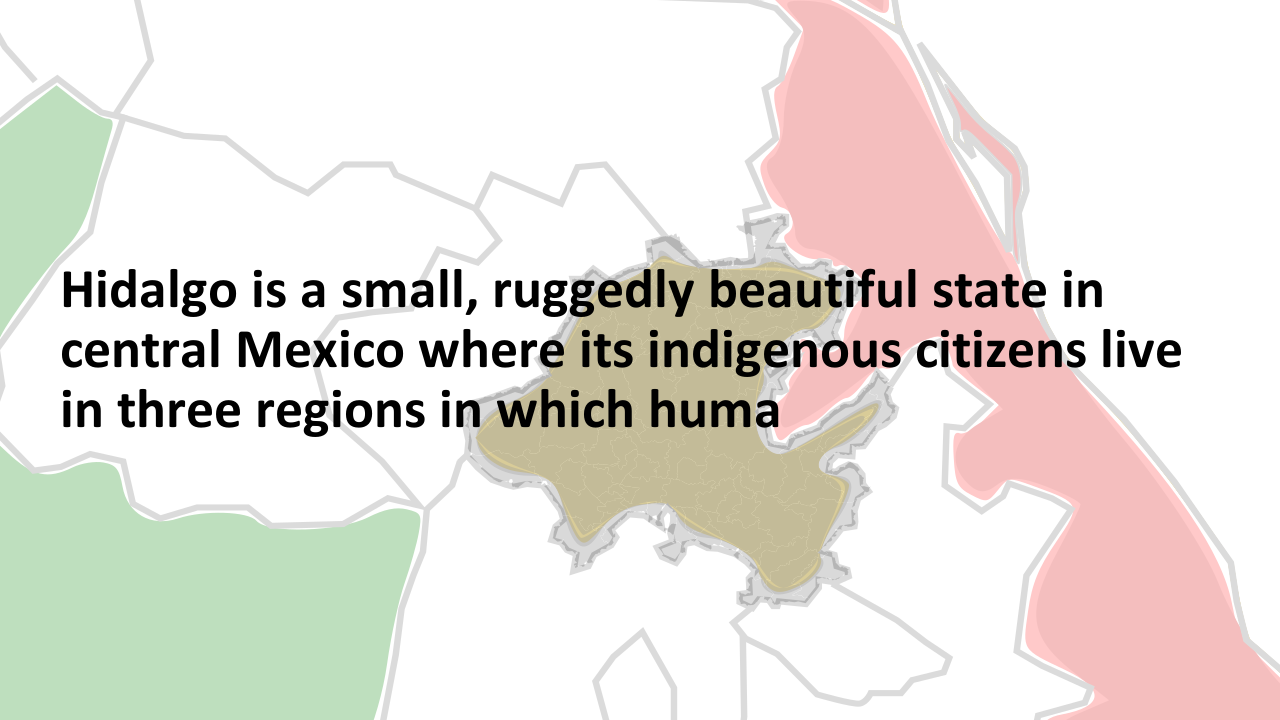 Hidalgo is a small, ruggedly beautiful state in
central Mexico where its indigenous citizens live
in three regions in which huma